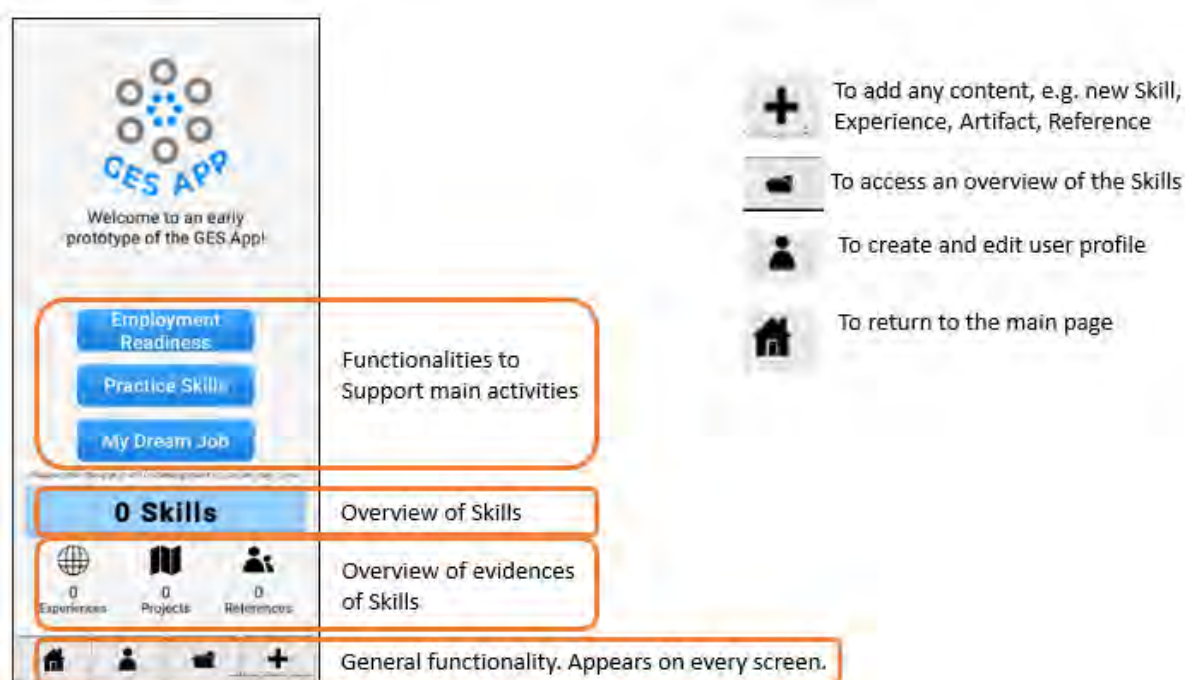 GES APP
Welcome to an early
prototype of the GES App!
Employment
Readiness
Practice Skills
My Dream Job
0 Skills
0
Experiences
0
Projects
0
References
Functionalities to
Support main activities
Overview of Skills
Overview of evidences
of Skills
General functionality. Appears on every screen.
To add any content, e.g. new Skill,
Experience, Artifact, Reference
To access an overview of the Skills
To create and edit user profile
To return to the main page